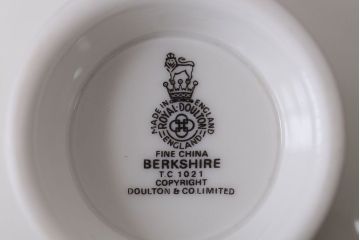 MADE IN ENGLAND
ROYAL DOULTON
ENGLAND
FINE CHINA
BERKSHIRE
T.C 1021
COPYRIGHT
DOULTON & CO LIMITED